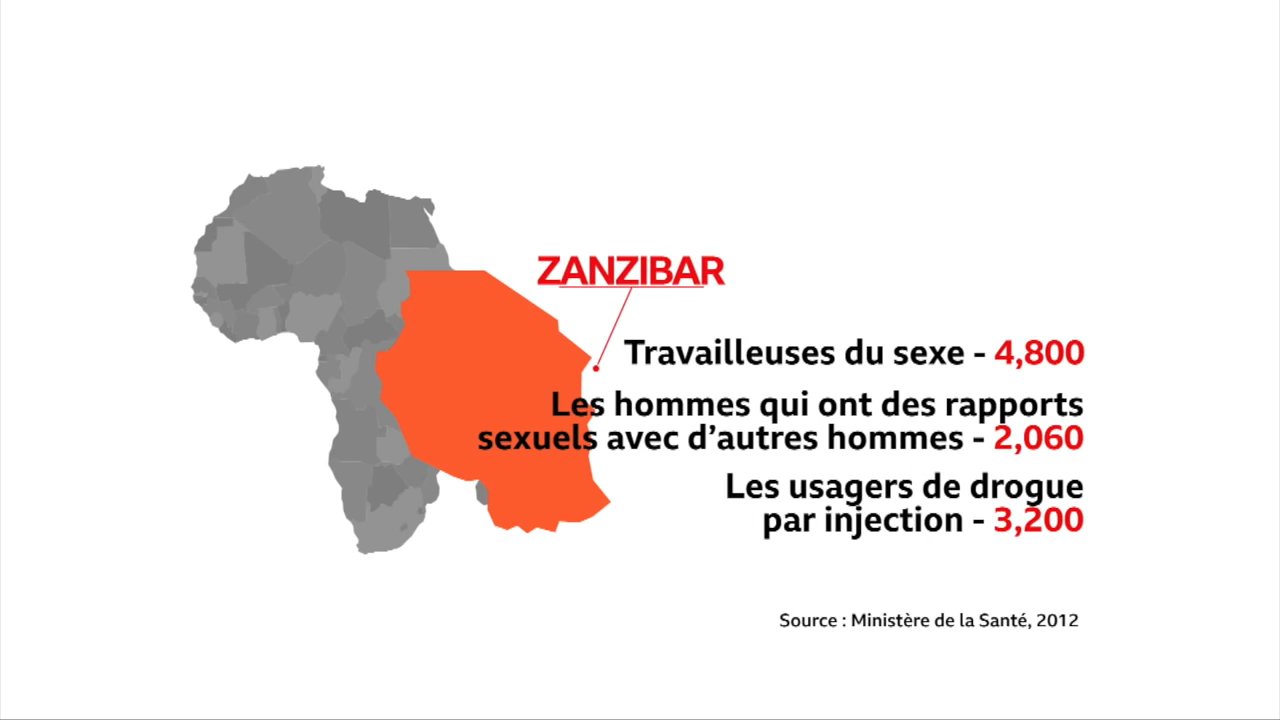 ZANZIBAR
Travailleuses du sexe - 4,800
Les hommes qui ont des rapports
sexuels avec d’autres hommes - 2,060
Les usagers de drogue
par injection - 3,200
Source : Ministère de la Santé, 2012